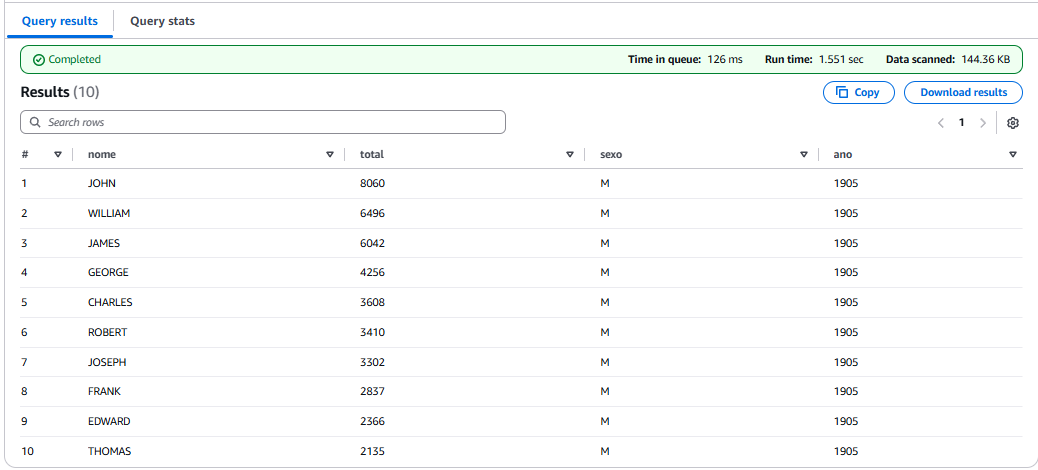 Query results Query stats
Completed Time in queue: 126 ms Run time: 1.551 sec Data scanned: 144.36 KB
Results (10) Copy Download results
Search rows 1
# nome total sexo ano
1 JOHN 8060 M 1905
2 WILLIAM 6496 M 1905
3 JAMES 6042 M 1905
4 GEORGE 4256 M 1905
5 CHARLES 3608 M 1905
6 ROBERT 3410 M 1905
7 JOSEPH 3302 M 1905
8 FRANK 2837 M 1905
9 EDWARD 2366 M 1905
10 THOMAS 2135 M 1905